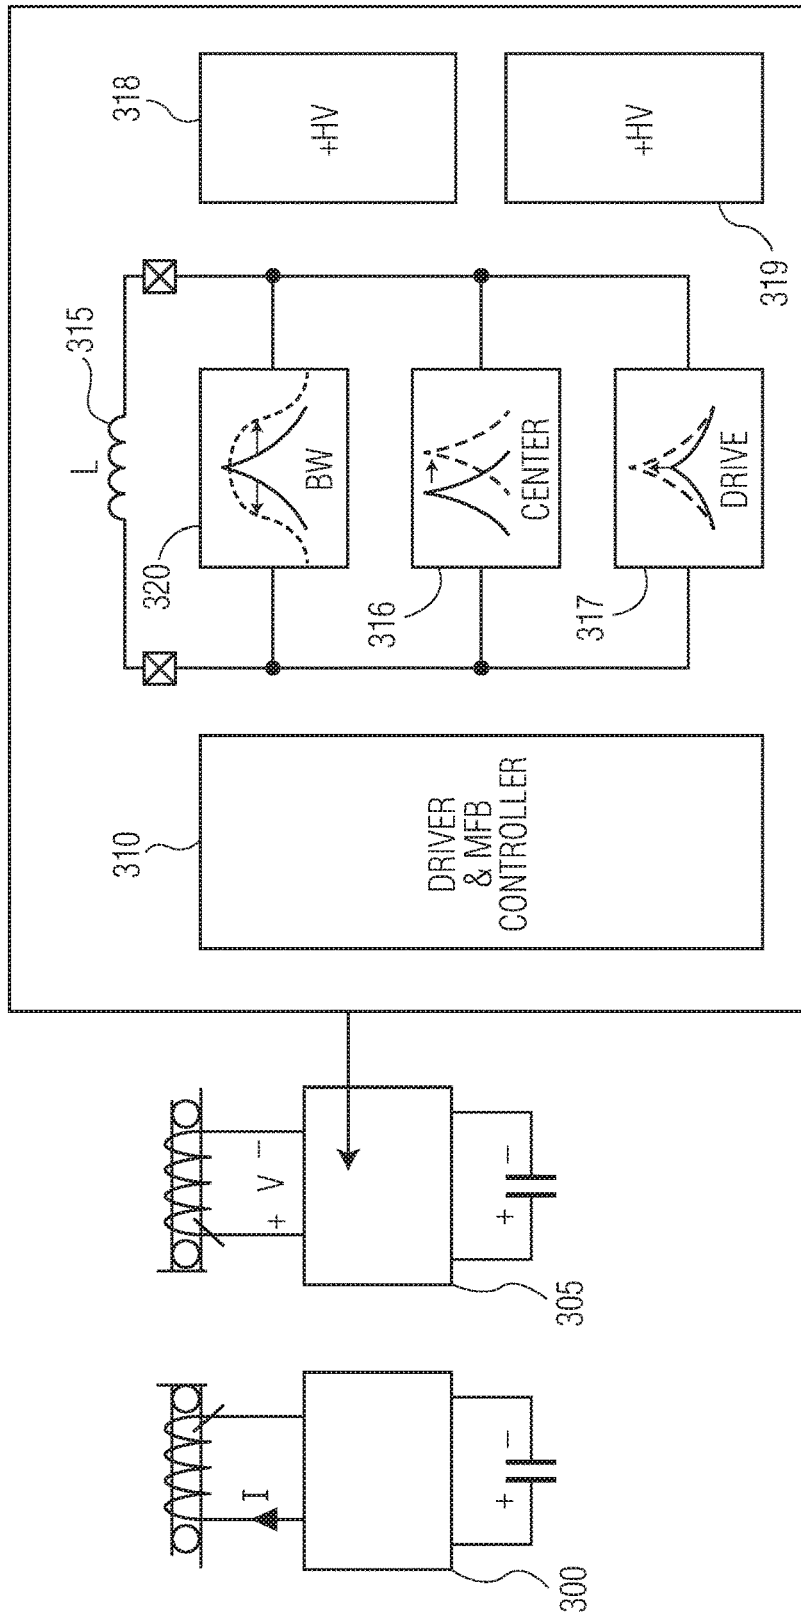 300
I
+
−
305
+
V
−
+
−
310
DRIVER
& MFB
CONTROLLER
L
315
320
BW
316
CENTER
317
DRIVE
318
+HV
319
+HV